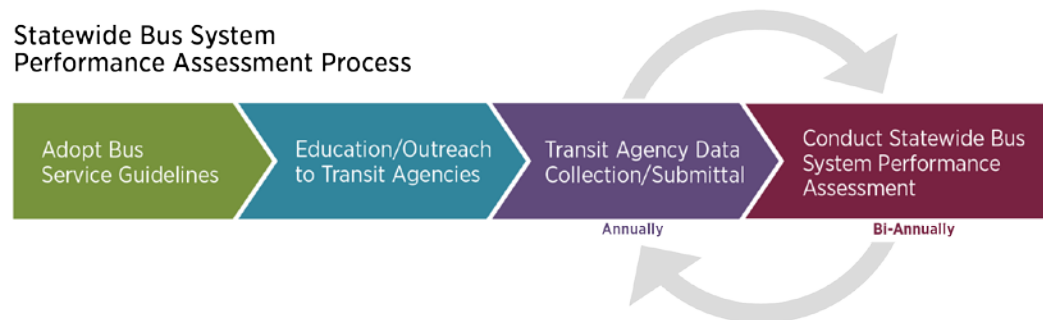 Statewide Bus System
Performance Assessment Process
Adopt Bus
Service Guidelines
Education/Outreach
to Transit Agencies
Transit Agency Data
Collection/Submittal
Conduct Statewide Bus
System Performance
Assessment
Annually
Bi-Annually